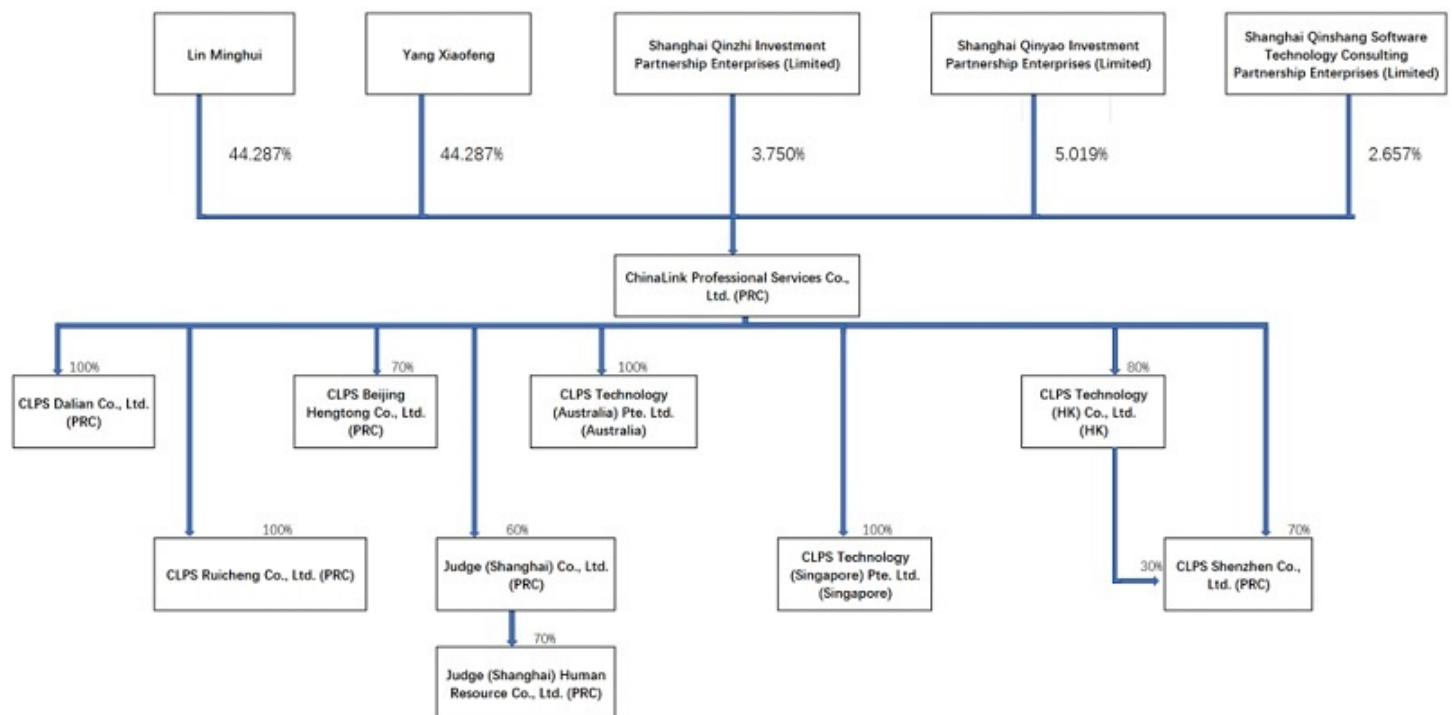 Lin Minghui
Yang Xiaofeng
Shanghai Qinzhi Investment
Partnership Enterprises (Limited)
Shanghai Qinyao Investment
Partnership Enterprises (Limited)
Shanghai Qinshang Software
Technology Consulting
Partnership Enterprises (Limited)
44.287%
44.287%
3.750%
5.019%
2.657%
ChinaLink Professional Services Co.,
Ltd. (PRC)
100%
CLPS Dalian Co., Ltd.
(PRC)
70%
CLPS Beijing
Hengtong Co., Ltd.
(PRC)
100%
CLPS Technology
(Australia) Pte. Ltd.
(Australia)
80%
CLPS Technology
(HK) Co., Ltd.
(HK)
100%
CLPS Ruicheng Co., Ltd. (PRC)
60%
Judge (Shanghai) Co., Ltd.
(PRC)
100%
CLPS Technology
(Singapore) Pte. Ltd.
(Singapore)
70%
30%
CLPS Shenzhen Co.,
Ltd. (PRC)
70%
Judge (Shanghai) Human
Resource Co., Ltd. (PRC)